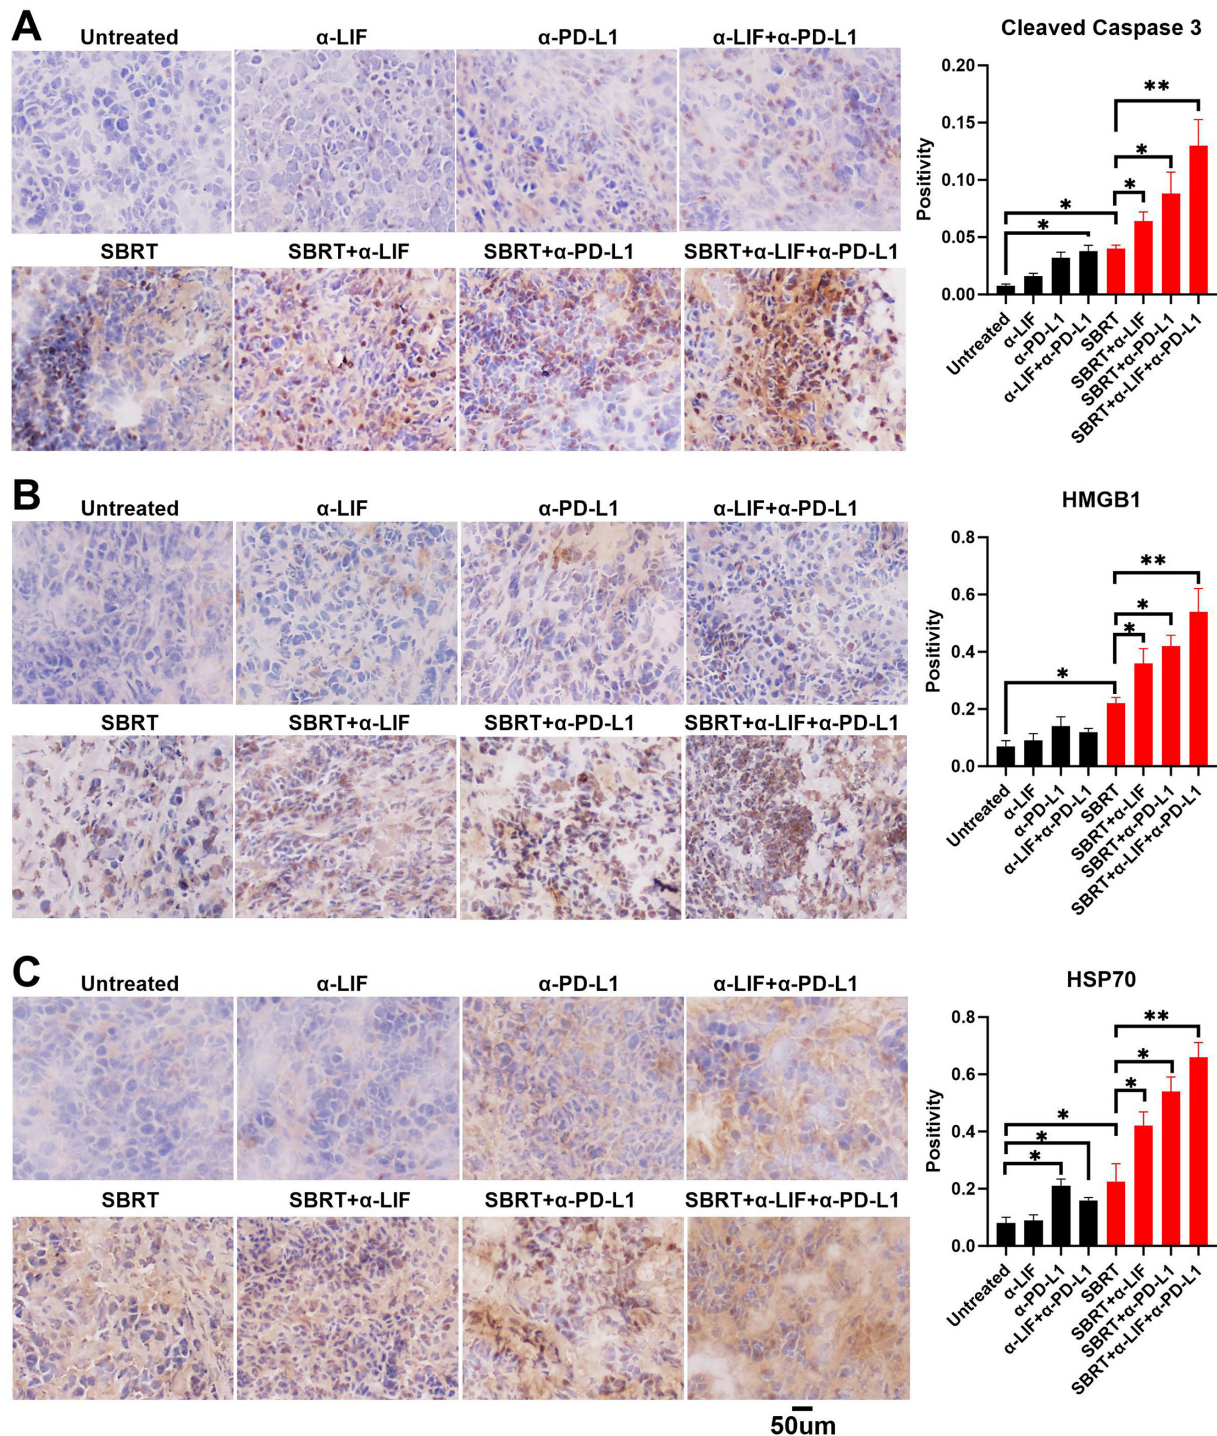 A
Untreated α-LIF α-PD-L1 α-LIF+α-PD-L1
SBRT SBRT+α-LIF SBRT+α-PD-L1 SBRT+α-LIF+α-PD-L1
Cleaved Caspase 3
Positivity
0.20
0.15
0.10
0.05
0.00
** * * * *
Untreated α-LIF α-PD-L1 α-LIF+α-PD-L1 SBRT SBRT+α-LIF SBRT+α-PD-L1 SBRT+α-LIF+α-PD-L1
B
Untreated α-LIF α-PD-L1 α-LIF+α-PD-L1
SBRT SBRT+α-LIF SBRT+α-PD-L1 SBRT+α-LIF+α-PD-L1
HMGB1
Positivity
0.8
0.6
0.4
0.2
0.0
** * * *
Untreated α-LIF α-PD-L1 α-LIF+α-PD-L1 SBRT SBRT+α-LIF SBRT+α-PD-L1 SBRT+α-LIF+α-PD-L1
C
Untreated α-LIF α-PD-L1 α-LIF+α-PD-L1
SBRT SBRT+α-LIF SBRT+α-PD-L1 SBRT+α-LIF+α-PD-L1
50um
HSP70
Positivity
0.8
0.6
0.4
0.2
0.0
** * * * * *
Untreated α-LIF α-PD-L1 α-LIF+α-PD-L1 SBRT SBRT+α-LIF SBRT+α-PD-L1 SBRT+α-LIF+α-PD-L1